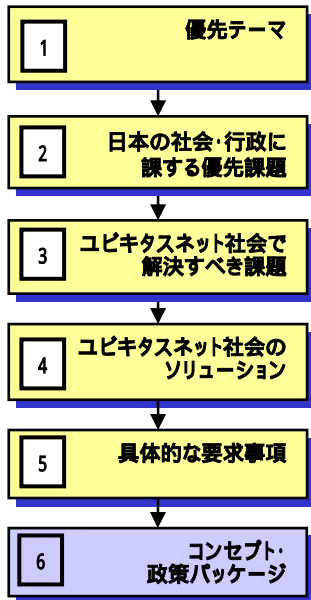 1
優先テーマ
2
日本の社会・行政に
課する優先課題
3
ユビキタスネット社会で
解決すべき課題
4
ユビキタスネット社会の
ソリューション
5
具体的な要求事項
6
コンセプト・
政策パッケージ